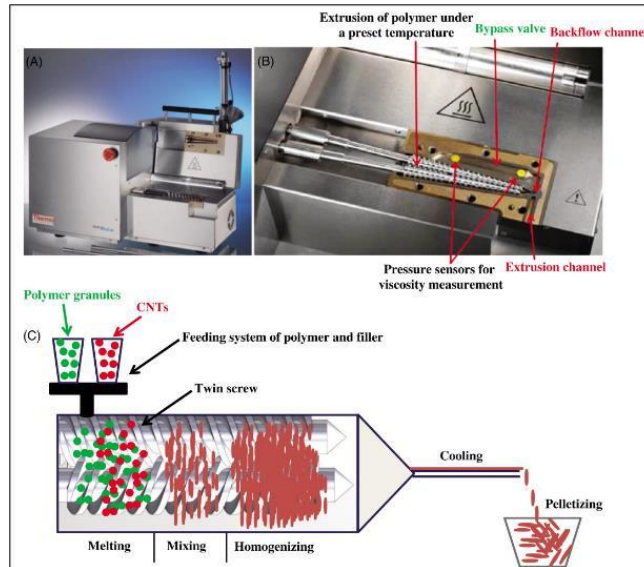 Extrusion of polymer under
a preset temperature
Bypass valve
Backflow channel
(A)
(B)
Pressure sensors for
viscosity measurement
Extrusion channel
Polymer granules
CNTs
(C)
Feeding system of polymer and filler
Twin screw
Cooling
Pelletizing
Melting
Mixing
Homogenizing